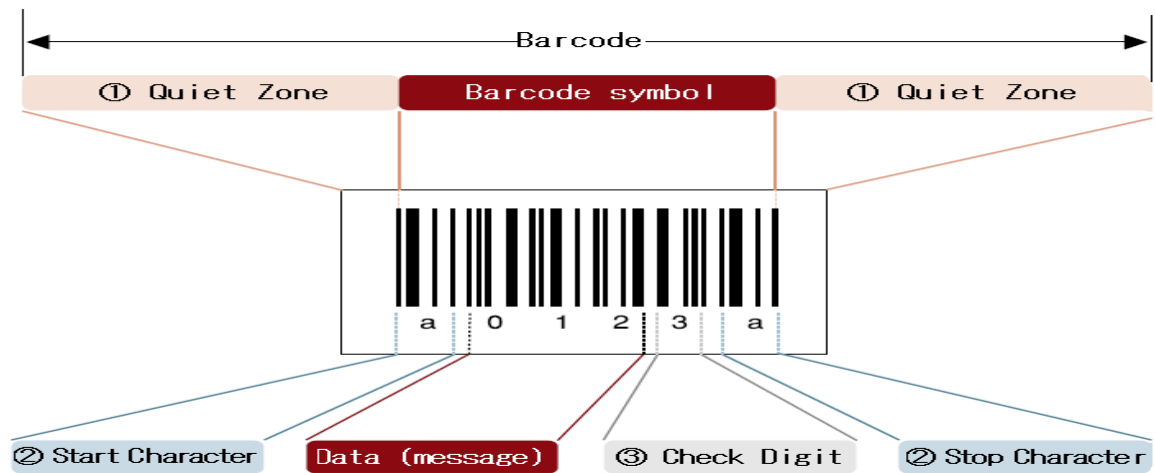 Barcode
① Quiet Zone Barcode symbol ① Quiet Zone
a 0 1 2 3 a
② Start Character Data (message) ③ Check Digit ② Stop Character